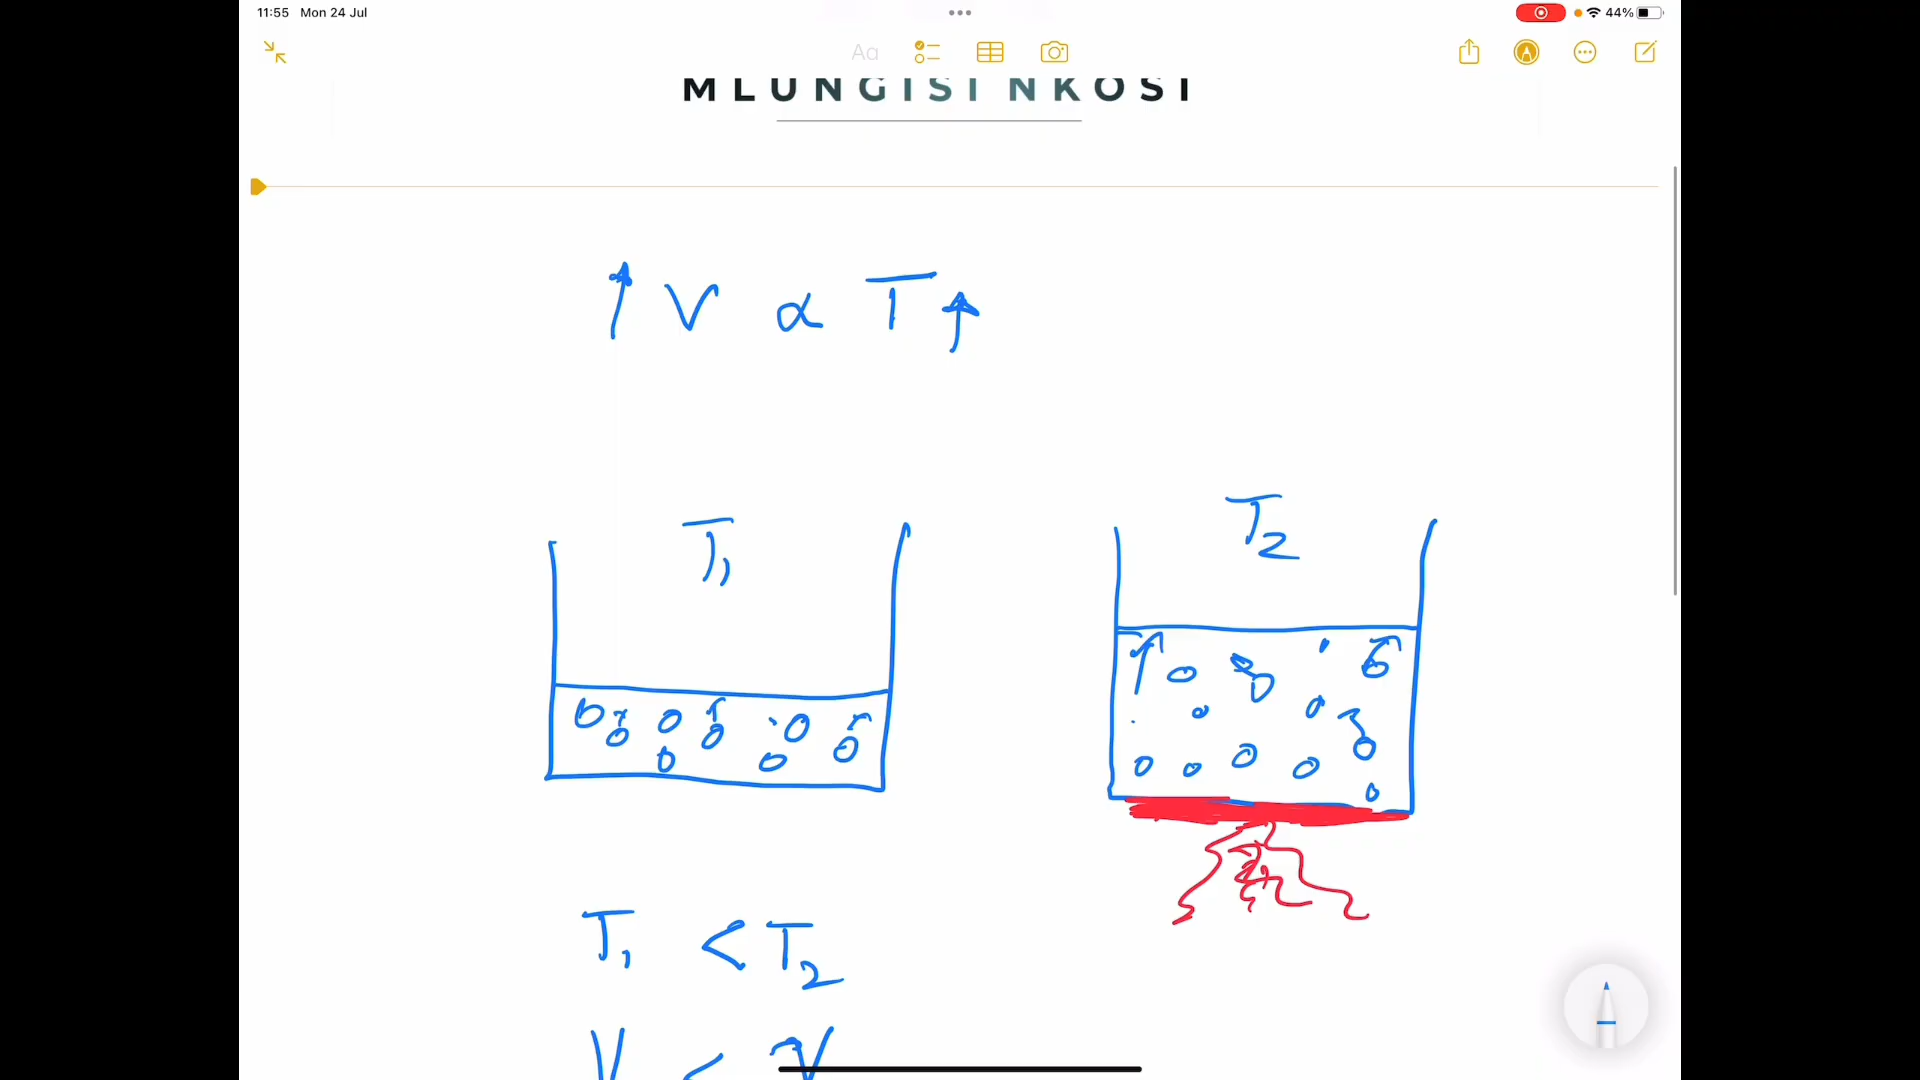 11:55 Mon 24 Jul
44%
Aa
MLUNGISI NKOSI
↑ V ∝ T ↑
T₁
T₂
T₁ < T₂
V < V